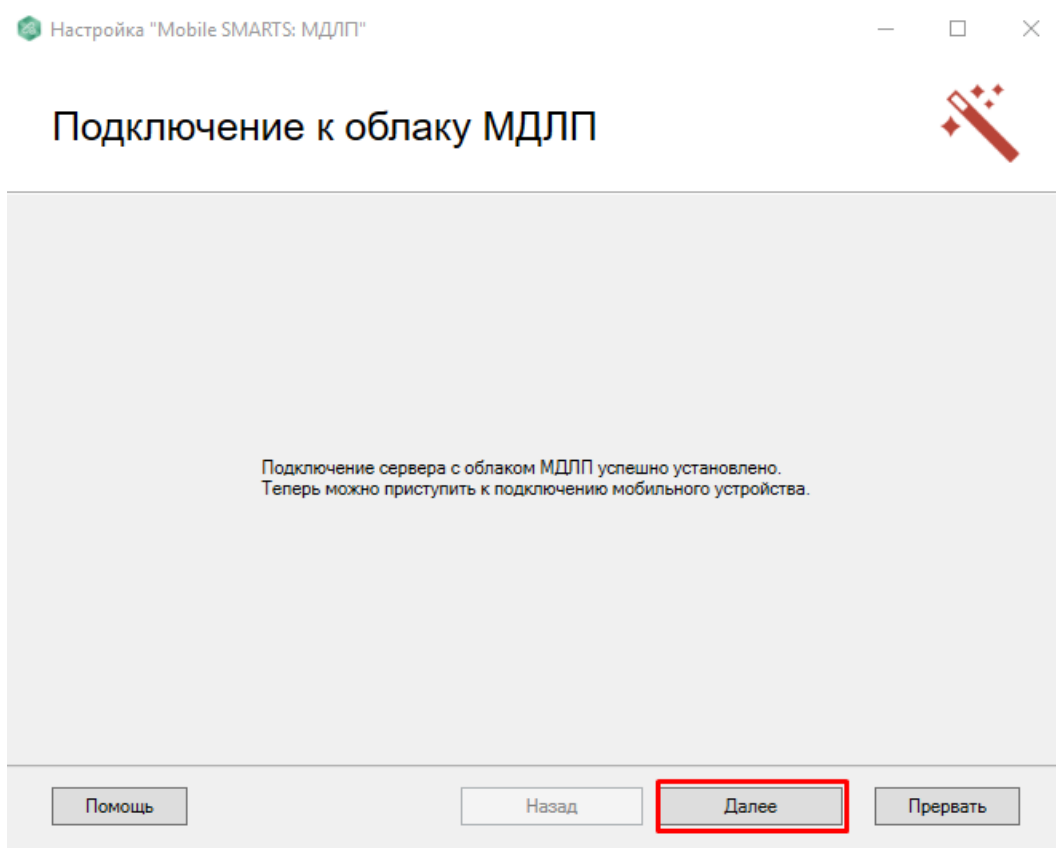 Настройка "Mobile SMARTS: МДЛП"
Подключение к облаку МДЛП
Подключение сервера с облаком МДЛП успешно установлено.
Теперь можно приступить к подключению мобильного устройства.
Помощь
Назад
Далее
Прервать